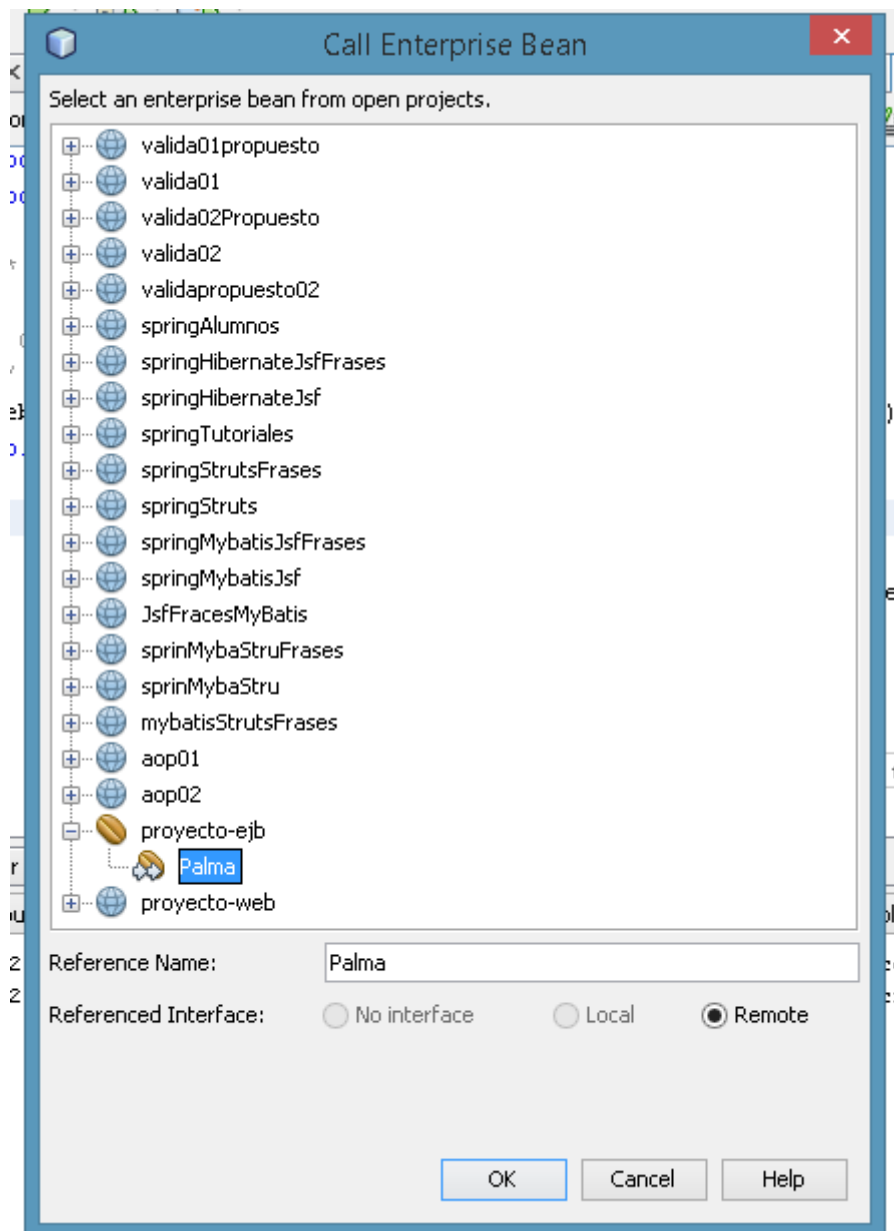 Call Enterprise Bean
Select an enterprise bean from open projects.
valida01propuesto
valida01
valida02Propuesto
valida02
validapropuesto02
springAlumnos
springHibernateJsfFrases
springHibernateJsf
springTutoriales
springStrutsFrases
springStruts
springMybatisJsfFrases
springMybatisJsf
JsfFracesMyBatis
sprinMybaStruFrases
sprinMybaStru
mybatisStrutsFrases
aop01
aop02
proyecto-ejb
Palma
proyecto-web
Reference Name: Palma
Referenced Interface: No interface Local Remote
OK Cancel Help